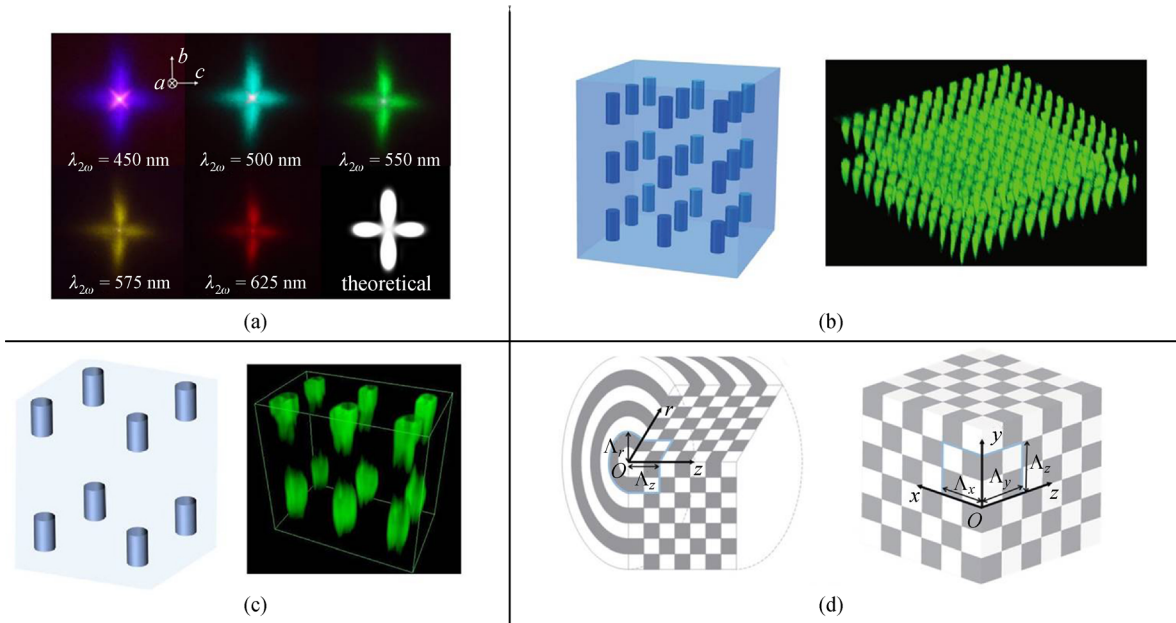 b
a
c
λ2ω = 450 nm
λ2ω = 500 nm
λ2ω = 550 nm
λ2ω = 575 nm
λ2ω = 625 nm
theoretical
(a)
(b)
(c)
r
Λr
O
Λz
z
y
Λz
Λx
Λy
x
z
O
(d)